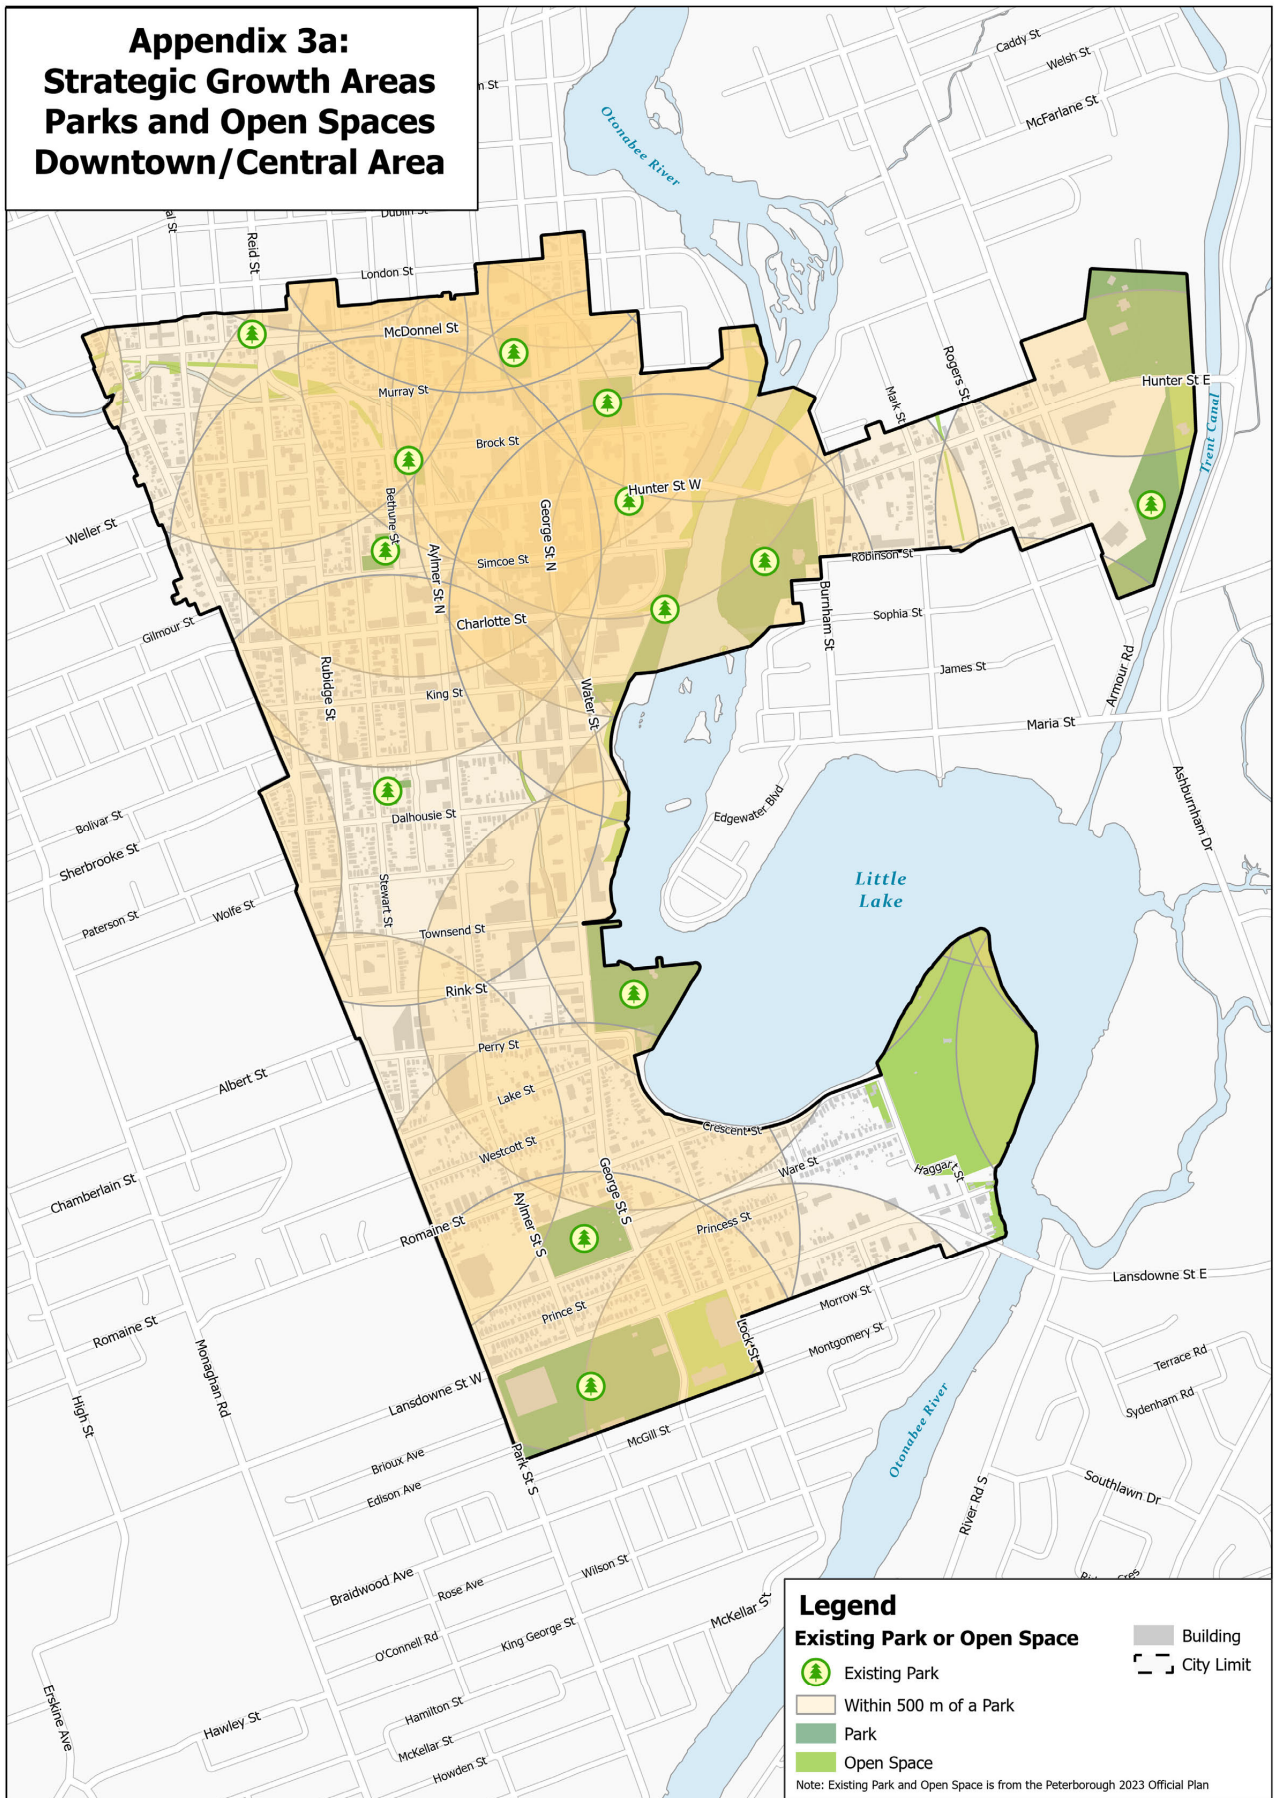 Appendix 3a:
Strategic Growth Areas
Parks and Open Spaces
Downtown/Central Area
Caddy St
Welsh St
McFarlane St
Otonabee River
Dublin St
Reid St
London St
McDonnel St
Murray St
Brock St
Hunter St W
Hunter St E
Rogers St
Mark St
Trent Canal
Weller St
Bethune St
George St N
Aylmer St N
Simcoe St
Robinson St
Charlotte St
Gilmour St
Sophia St
Burnham St
James St
Rubidge St
King St
Water St
Armour Rd
Maria St
Edgewater Blvd
Ashburnham Dr
Bolivar St
Sherbrooke St
Dalhousie St
Little
Lake
Stewart St
Paterson St
Wolfe St
Townsend St
Rink St
Perry St
Albert St
Lake St
Crescent St
Westcott St
Ware St
Haggart St
Chamberlain St
George St S
Aylmer St S
Princess St
Romaine St
Lansdowne St E
Morrow St
Prince St
Romaine St
Lock St
Montgomery St
Monaghan Rd
Terrace Rd
Lansdowne St W
Sydenham Rd
High St
McGill St
Otonabee River
Brioux Ave
Park St S
Edison Ave
Southlawn Dr
River Rd S
Wilson St
Braidwood Ave
Rose Ave
McKellar St
King George St
O'Connell Rd
Hamilton St
Erskine Ave
Hawley St
McKellar St
Howden St
Legend
Existing Park or Open Space
Existing Park
Within 500 m of a Park
Park
Open Space
Building
City Limit
Note: Existing Park and Open Space is from the Peterborough 2023 Official Plan